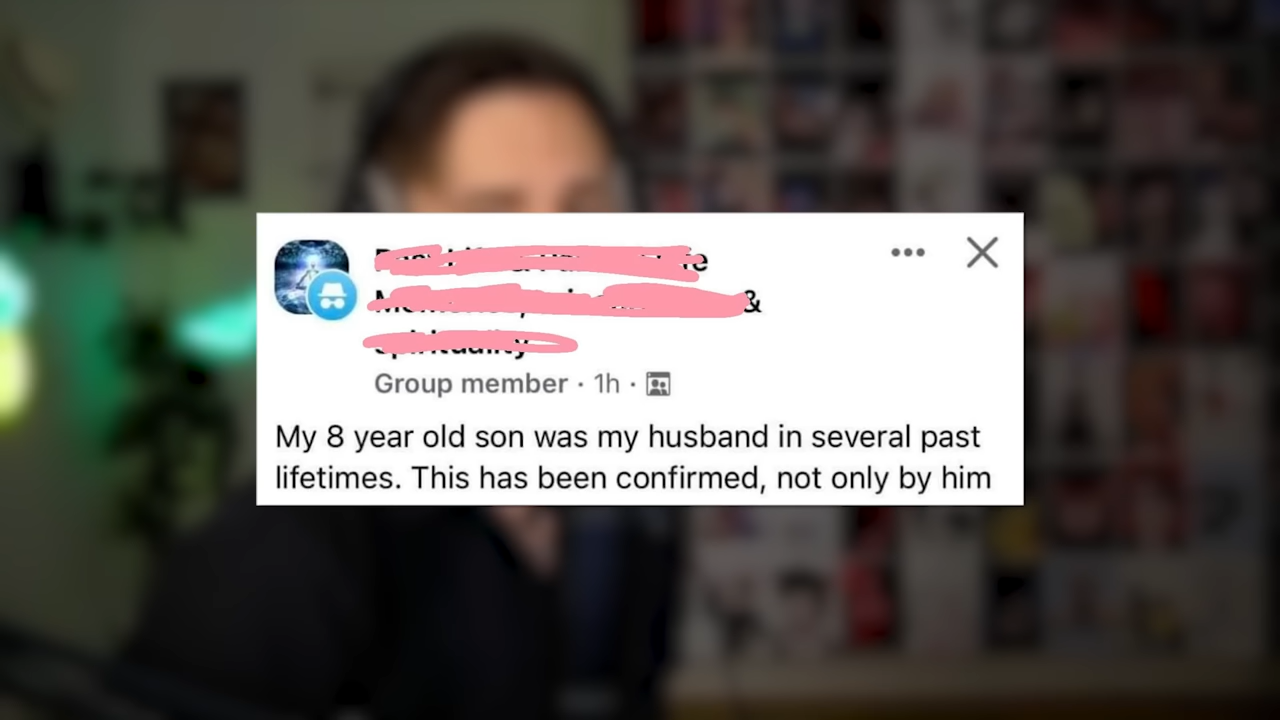 &
Group member · 1h ·
My 8 year old son was my husband in several past
lifetimes. This has been confirmed, not only by him